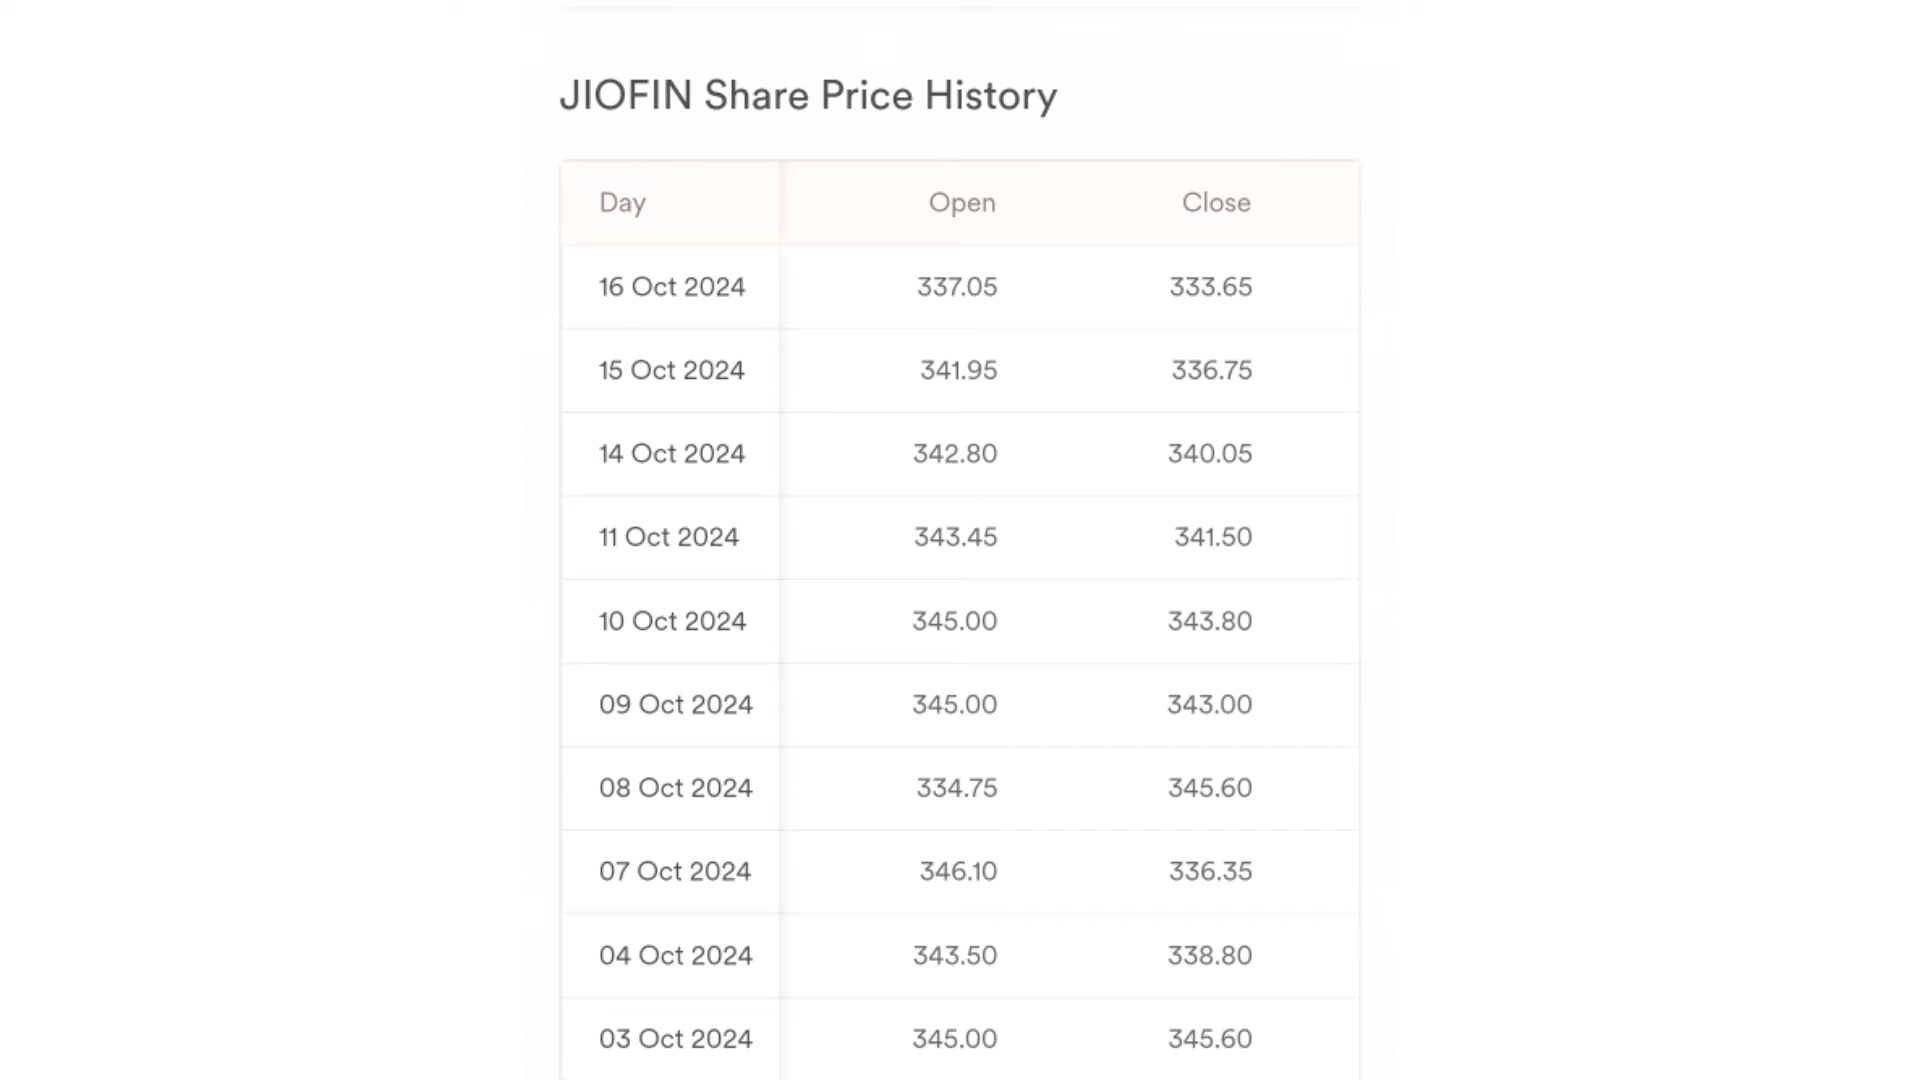 JIOFIN Share Price History
Day Open Close
16 Oct 2024 337.05 333.65
15 Oct 2024 341.95 336.75
14 Oct 2024 342.80 340.05
11 Oct 2024 343.45 341.50
10 Oct 2024 345.00 343.80
09 Oct 2024 345.00 343.00
08 Oct 2024 334.75 345.60
07 Oct 2024 346.10 336.35
04 Oct 2024 343.50 338.80
03 Oct 2024 345.00 345.60